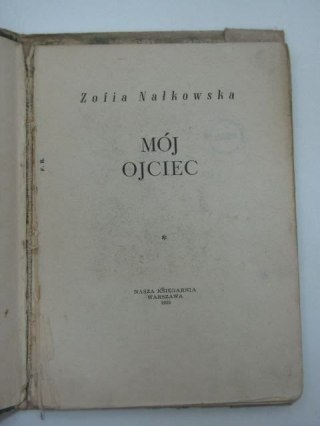 Zofia Nałkowska
MÓJ
OJCIEC
*
NASZA KSIĘGARNIA
WARSZAWA